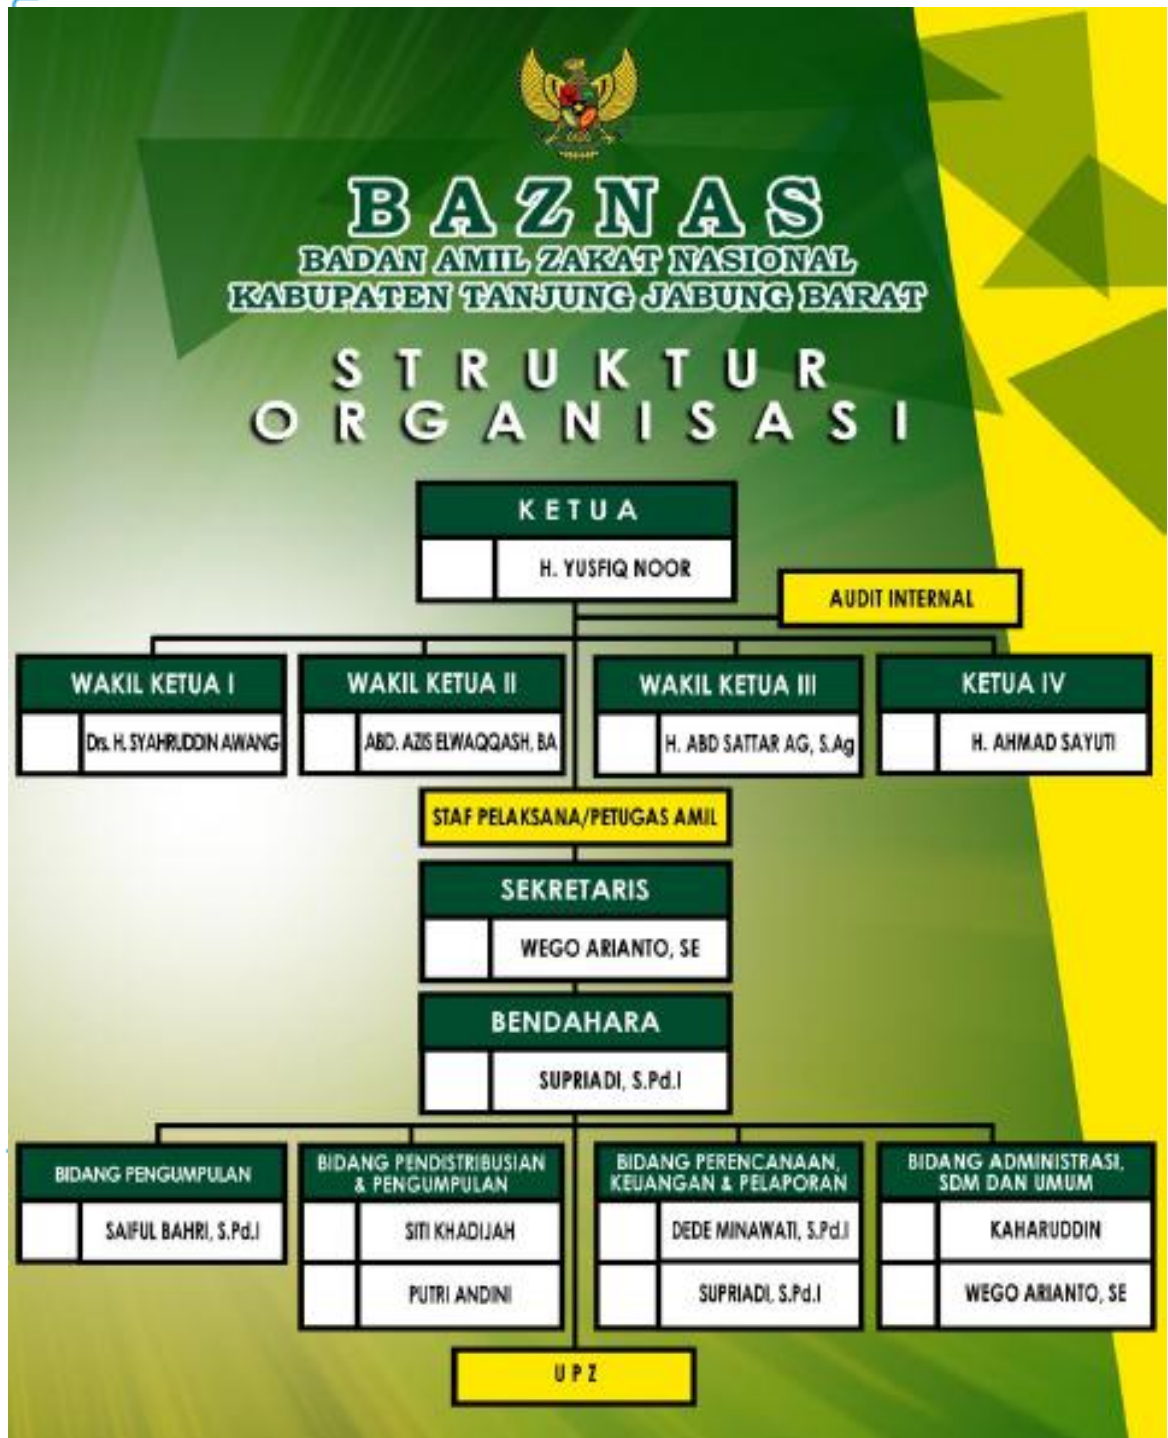 BAZNAS
BADAN AMIL ZAKAT NASIONAL
KABUPATEN TANJUNG JABUNG BARAT
STRUKTUR
ORGANISASI
KETUA
H. YUSFIQ NOOR
AUDIT INTERNAL
WAKIL KETUA I
Drs. H. SYAHRUDDIN AWANG
WAKIL KETUA II
ABD. AZIS ELWAQQASH, BA
WAKIL KETUA III
H. ABD SATTAR AG, S.Ag
KETUA IV
H. AHMAD SAYUTI
STAF PELAKSANA/PETUGAS AMIL
SEKRETARIS
WEGO ARIANTO, SE
BENDAHARA
SUPRIADI, S.Pd.I
BIDANG PENGUMPULAN
SAIFUL BAHRI, S.Pd.I
BIDANG PENDISTRIBUSIAN
& PENGUMPULAN
SITI KHADIJAH
PUTRI ANDINI
BIDANG PERENCANAAN,
KEUANGAN & PELAPORAN
DEDE MINAWATI, S.Pd.I
SUPRIADI, S.Pd.I
BIDANG ADMINISTRASI,
SDM DAN UMUM
KAHARUDDIN
WEGO ARIANTO, SE
UPZ